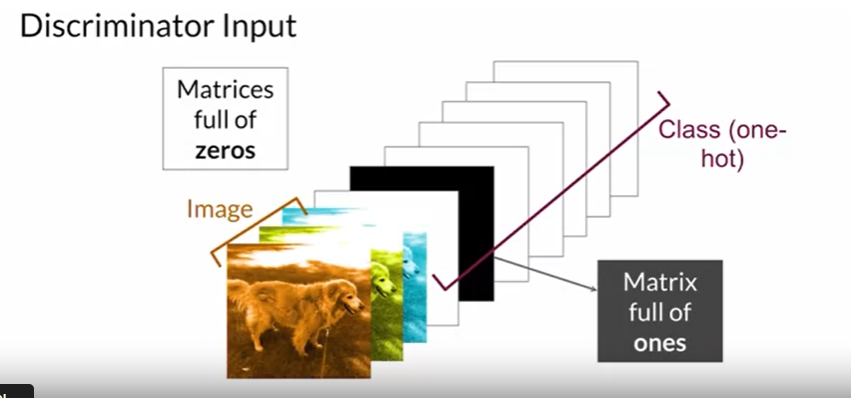 Discriminator Input
Matrices
full of
zeros
Image
Class (one-
hot)
Matrix
full of
ones